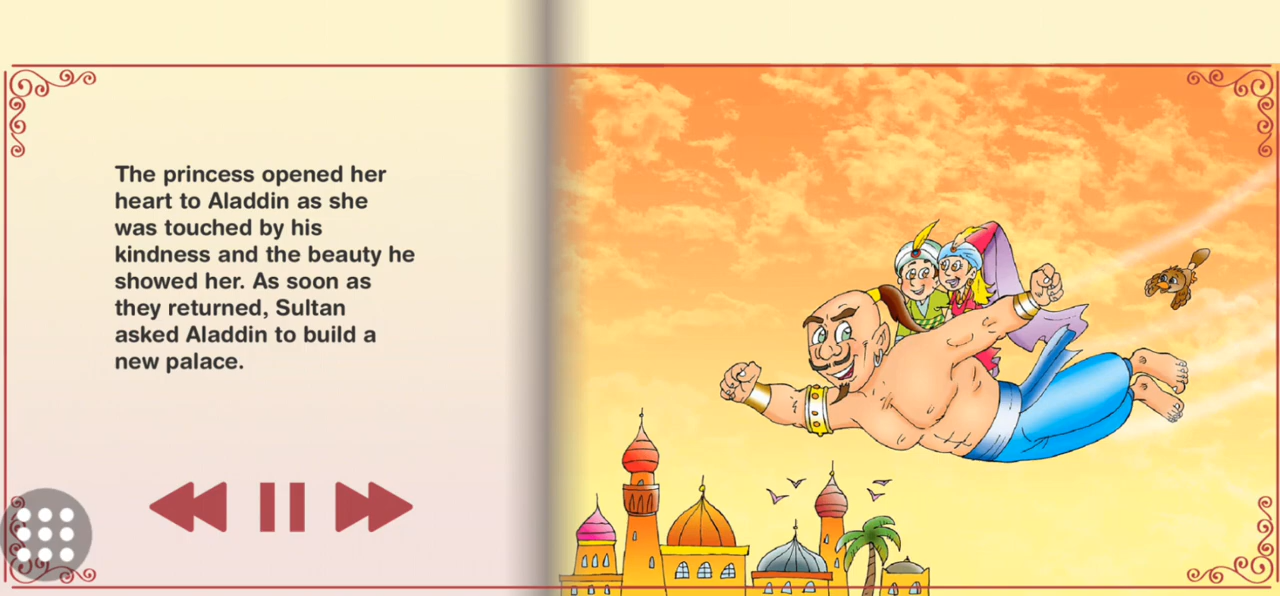 The princess opened her
heart to Aladdin as she
was touched by his
kindness and the beauty he
showed her. As soon as
they returned, Sultan
asked Aladdin to build a
new palace.